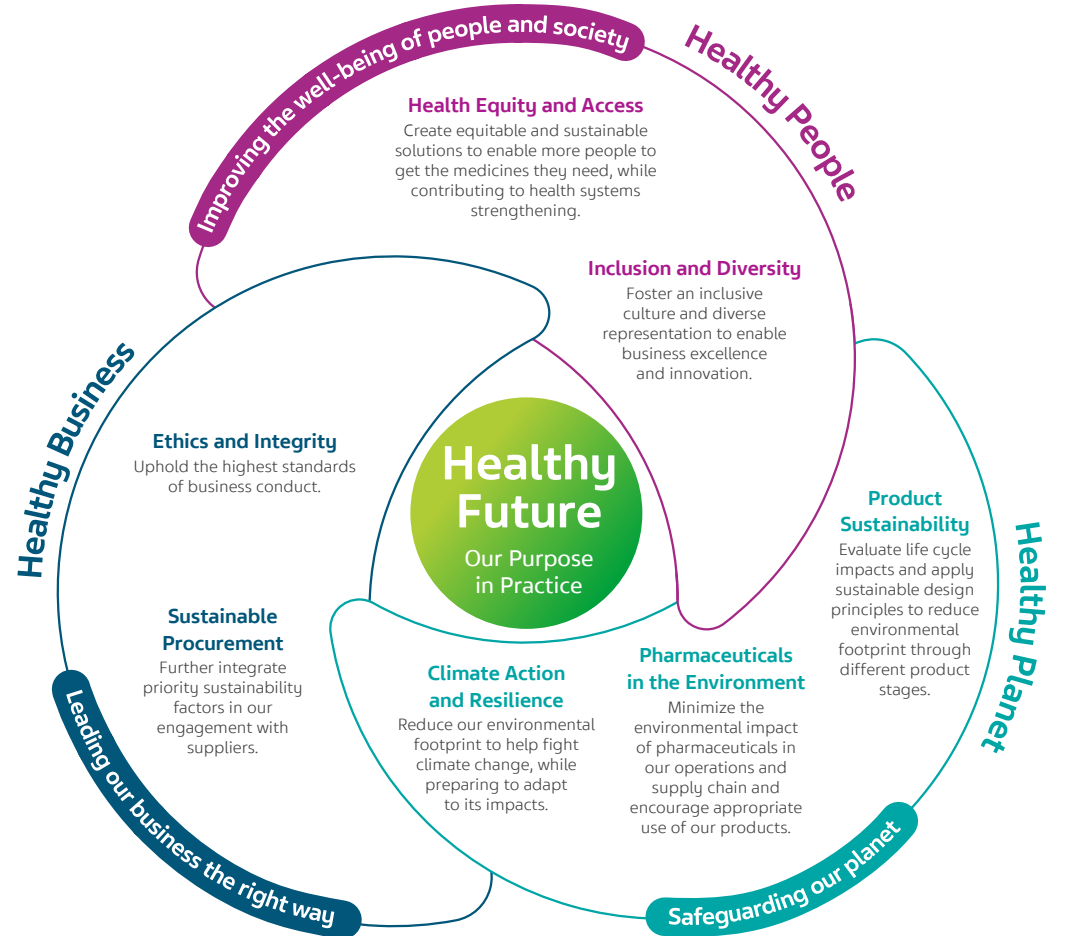 Improving the well-being of people and society
Healthy People
Health Equity and Access
Create equitable and sustainable
solutions to enable more people to
get the medicines they need, while
contributing to health systems
strengthening.
Inclusion and Diversity
Foster an inclusive
culture and diverse
representation to enable
business excellence
and innovation.
Healthy Business
Ethics and Integrity
Uphold the highest standards
of business conduct.
Sustainable
Procurement
Further integrate
priority sustainability
factors in our
engagement with
suppliers.
Leading our business the right way
Healthy
Future
Our Purpose
in Practice
Healthy Planet
Product
Sustainability
Evaluate life cycle
impacts and apply
sustainable design
principles to reduce
environmental
footprint through
different product
stages.
Climate Action
and Resilience
Reduce our environmental
footprint to help fight
climate change, while
preparing to adapt
to its impacts.
Pharmaceuticals
in the Environment
Minimize the
environmental impact
of pharmaceuticals in
our operations and
supply chain and
encourage appropriate
use of our products.
Safeguarding our planet